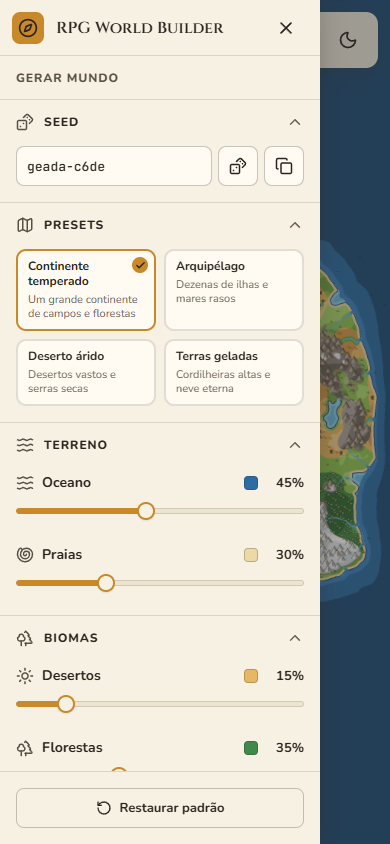 RPG World Builder
GERAR MUNDO
SEED
geada-c6de
PRESETS
Continente
temperado
Um grande continente
de campos e florestas
Arquipélago
Dezenas de ilhas e
mares rasos
Deserto árido
Desertos vastos e
serras secas
Terras geladas
Cordilheiras altas e
neve eterna
TERRENO
Oceano 45%
Praias 30%
BIOMAS
Desertos 15%
Florestas 35%
Restaurar padrão